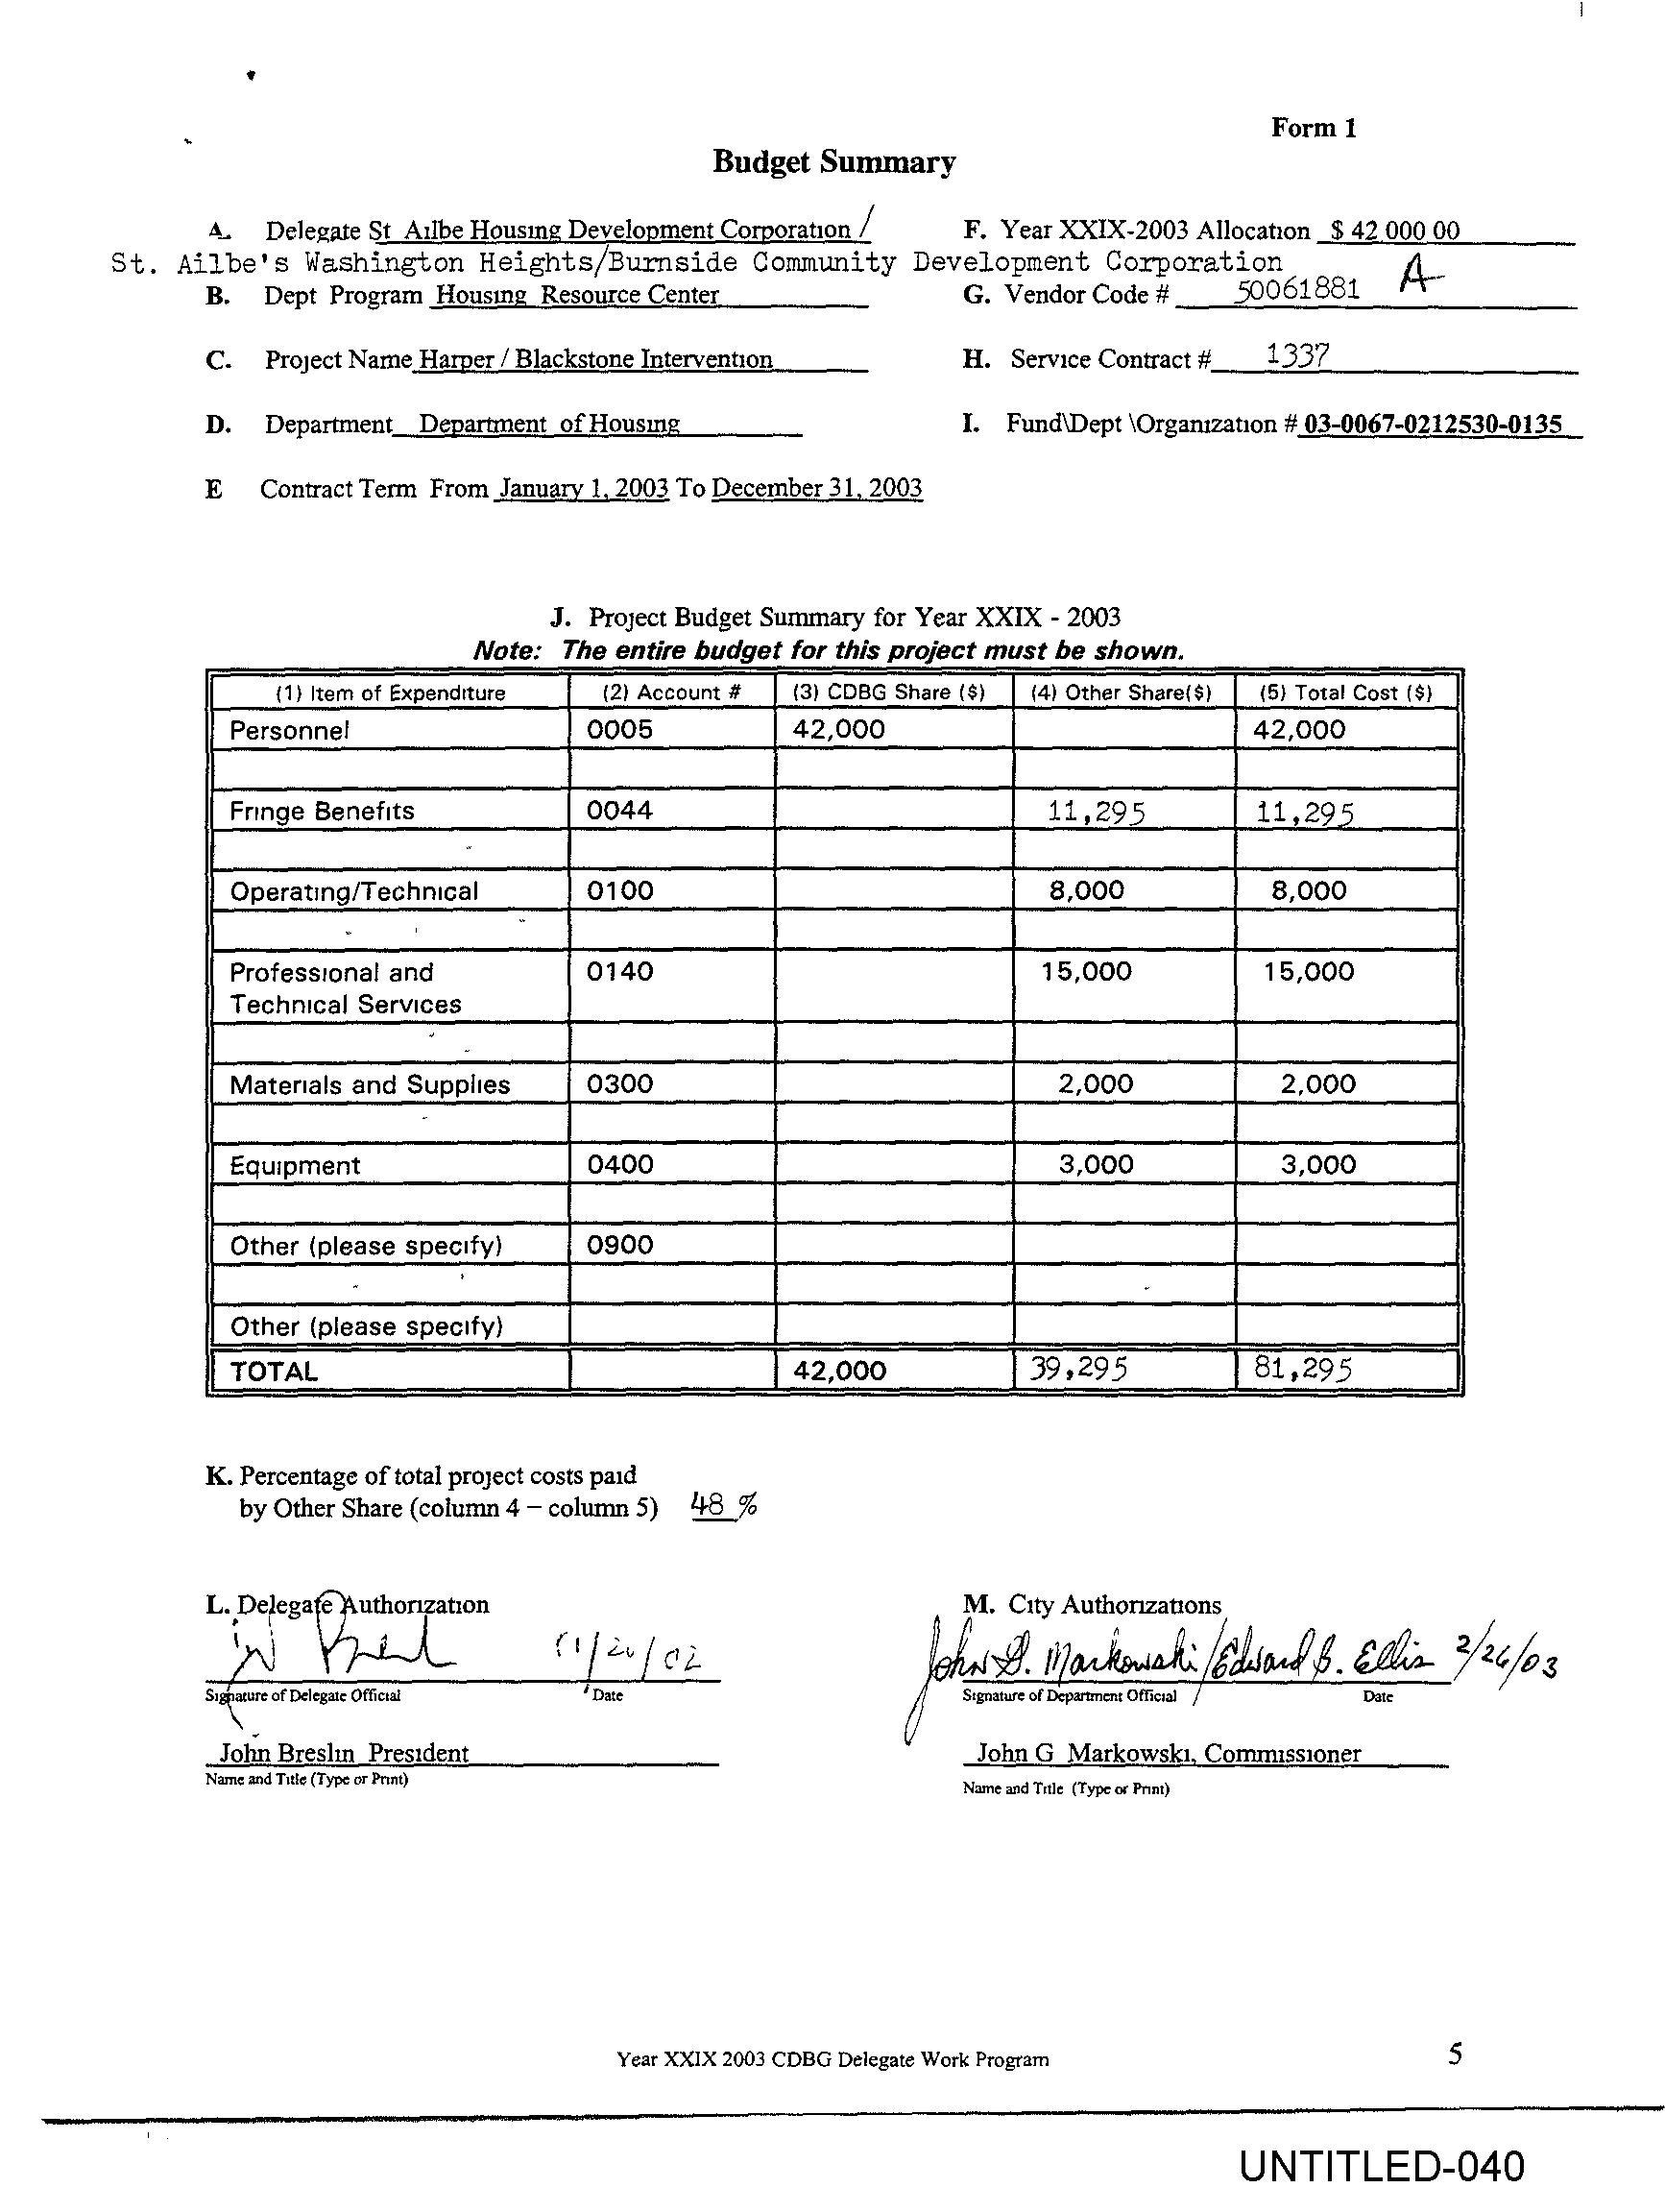 Form 1
Budget Summary
A. Delegate St Ailbe Housing Development Corporation /
F. Year XXIX-2003 Allocation $ 42 000 00
St. Ailbe's Washington Heights/Burnside Community Development Corporation
B. Dept Program Housing Resource Center
G. Vendor Code # 50061881 A
C. Project Name Harper / Blackstone Intervention
H. Service Contract # 1337
D. Department Department of Housing
I. Fund\Dept \Organization # 03-0067-0212530-0135
E Contract Term From January 1, 2003 To December 31, 2003
J. Project Budget Summary for Year XXIX - 2003
Note: The entire budget for this project must be shown.
(1) Item of Expenditure (2) Account # (3) CDBG Share ($) (4) Other Share($) (5) Total Cost ($)
Personnel 0005 42,000 42,000
Fringe Benefits 0044 11,295 11,295
Operating/Technical 0100 8,000 8,000
Professional and 0140 15,000 15,000
Technical Services
Materials and Supplies 0300 2,000 2,000
Equipment 0400 3,000 3,000
Other (please specify) 0900
Other (please specify)
TOTAL 42,000 39,295 81,295
K. Percentage of total project costs paid
by Other Share (column 4 – column 5) 48 %
L. Delegate Authorization
M. City Authorizations
11/20/02
John G. Markowski/Edward B. Ellis 2/26/03
Signature of Delegate Official Date
Signature of Department Official Date
John Breslin President
John G Markowski, Commissioner
Name and Title (Type or Print)
Name and Title (Type or Print)
Year XXIX 2003 CDBG Delegate Work Program 5
UNTITLED-040